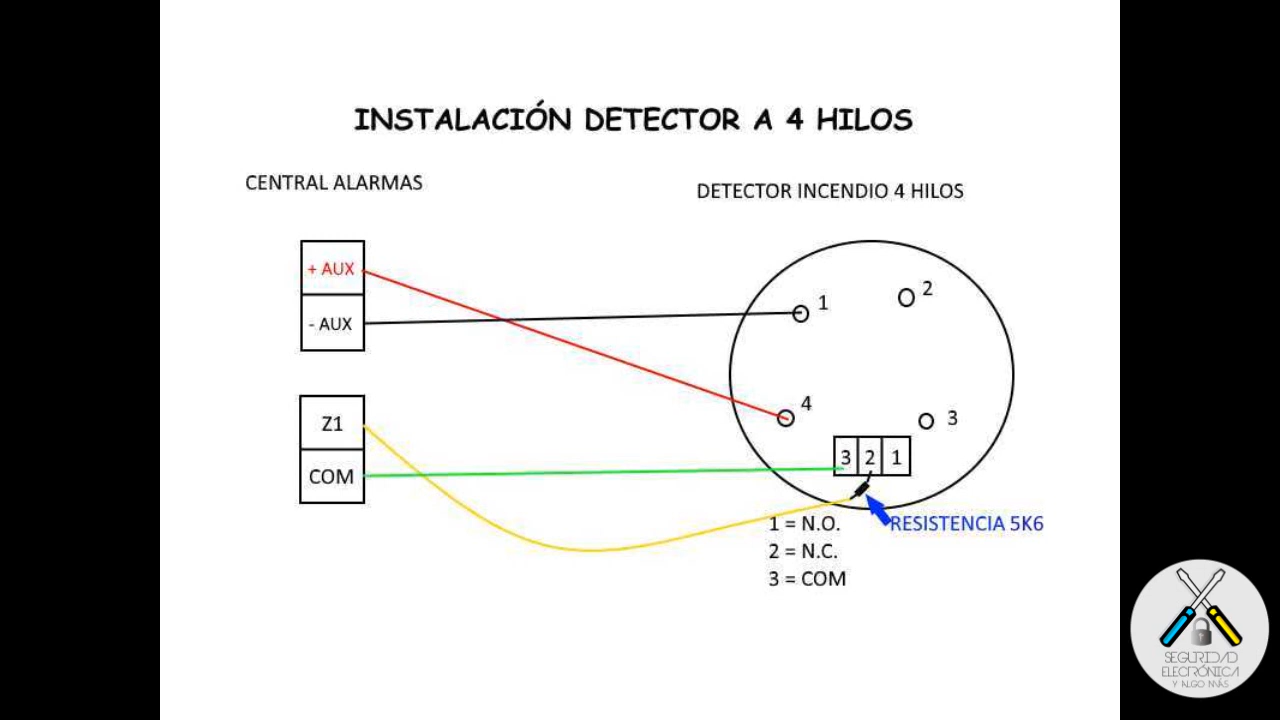 INSTALACIÓN DETECTOR A 4 HILOS
CENTRAL ALARMAS
DETECTOR INCENDIO 4 HILOS
+ AUX
- AUX
Z1
COM
1
2
4
3
3 2 1
RESISTENCIA 5K6
1 = N.O.
2 = N.C.
3 = COM
SEGURIDAD
ELECTRÓNICA
Y ALGO MÁS